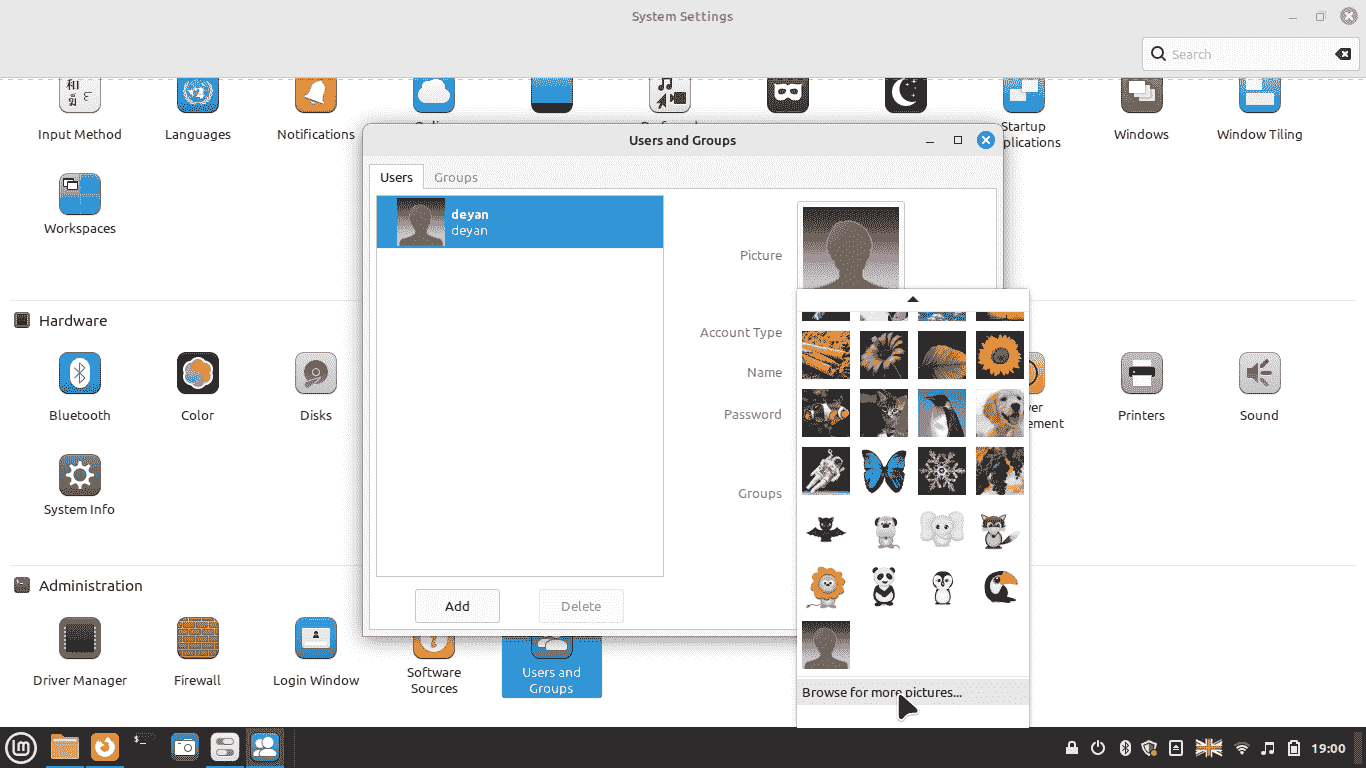 System Settings
Search
Input Method
Languages
Notifications
Startup
Windows
Window Tiling
Workspaces
Users and Groups
Users
Groups
deyan
deyan
Picture
Account Type
Name
Password
Groups
Add
Delete
Browse for more pictures...
Hardware
Bluetooth
Color
Disks
Printers
Sound
System Info
Administration
Driver Manager
Firewall
Login Window
Software
Sources
Users and
Groups
19:00